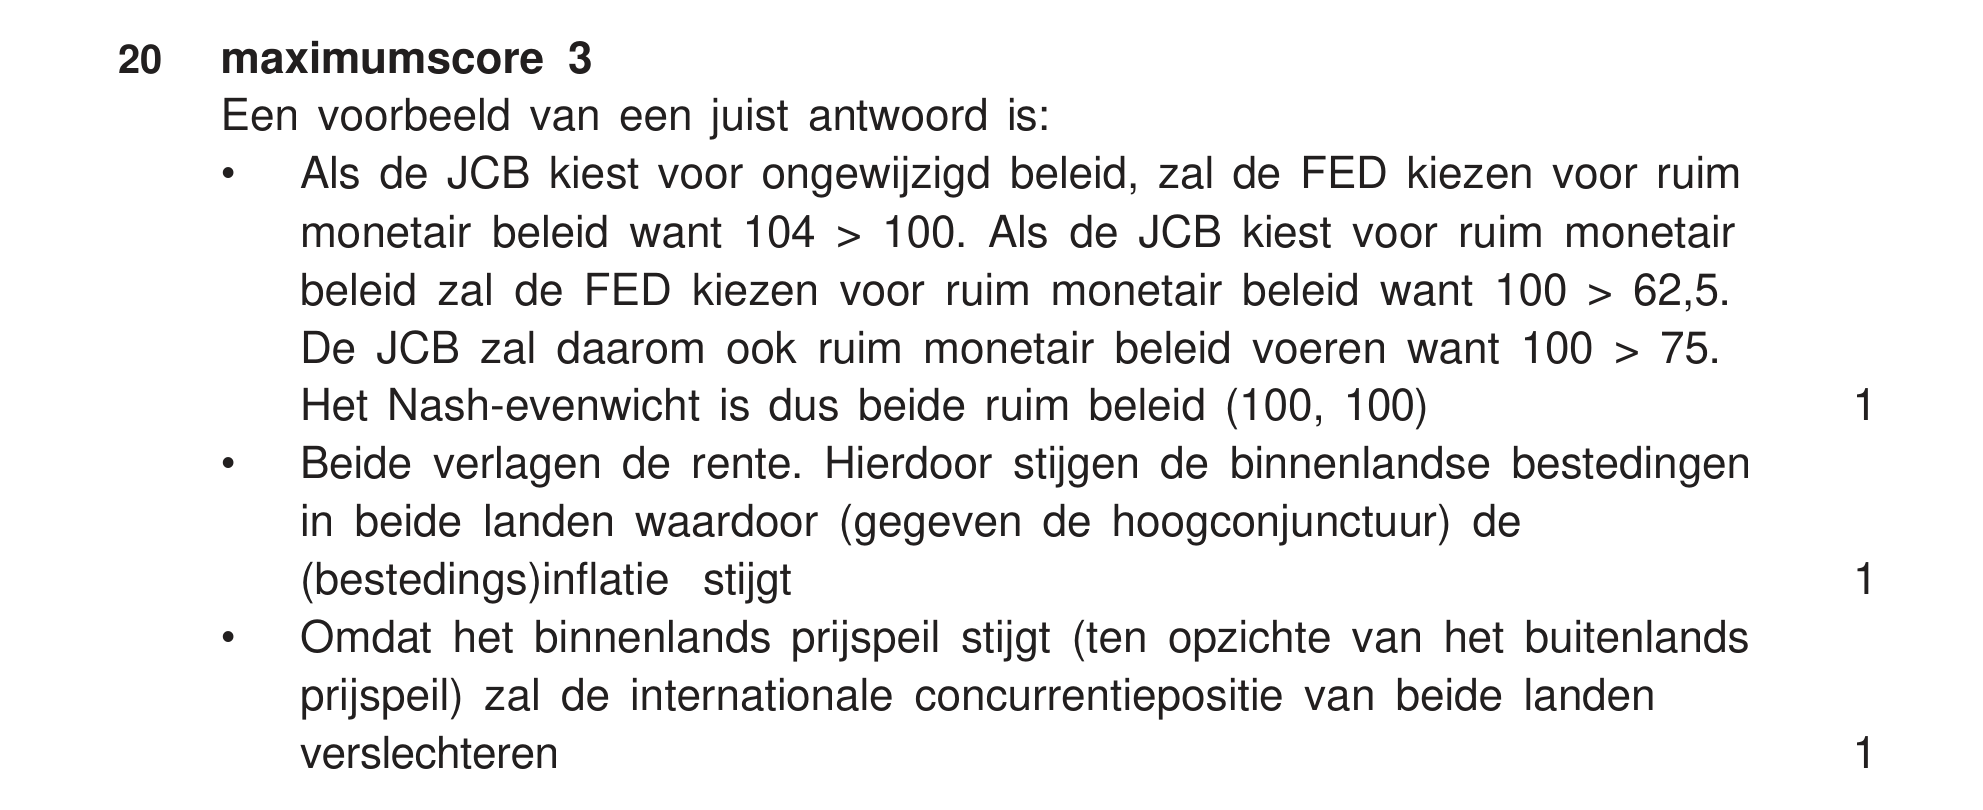 20 maximumscore 3
Een voorbeeld van een juist antwoord is:
• Als de JCB kiest voor ongewijzigd beleid, zal de FED kiezen voor ruim
monetair beleid want 104 > 100. Als de JCB kiest voor ruim monetair
beleid zal de FED kiezen voor ruim monetair beleid want 100 > 62,5.
De JCB zal daarom ook ruim monetair beleid voeren want 100 > 75.
Het Nash-evenwicht is dus beide ruim beleid (100, 100) 1
• Beide verlagen de rente. Hierdoor stijgen de binnenlandse bestedingen
in beide landen waardoor (gegeven de hoogconjunctuur) de
(bestedings)inflatie stijgt 1
• Omdat het binnenlands prijspeil stijgt (ten opzichte van het buitenlands
prijspeil) zal de internationale concurrentiepositie van beide landen
verslechteren 1